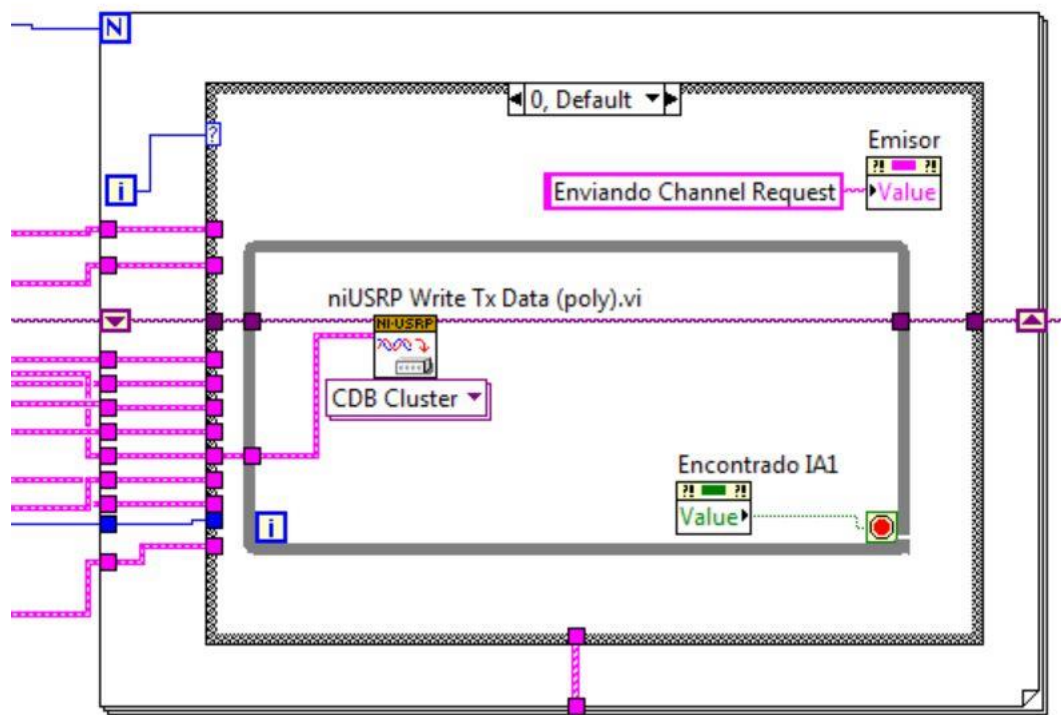 N
0, Default
?
i
Emisor
?! ?!
Enviando Channel Request
Value
niUSRP Write Tx Data (poly).vi
NI-USRP
CDB Cluster
Encontrado IA1
?! ?!
Value
i